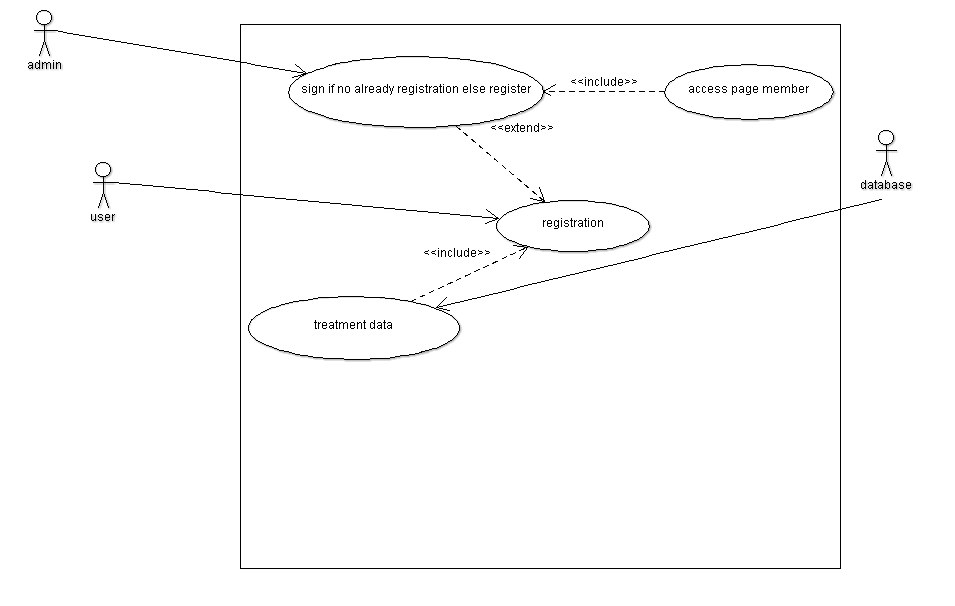 admin
sign if no already registration else register
<<include>>
access page member
<<extend>>
database
user
registration
<<include>>
treatment data